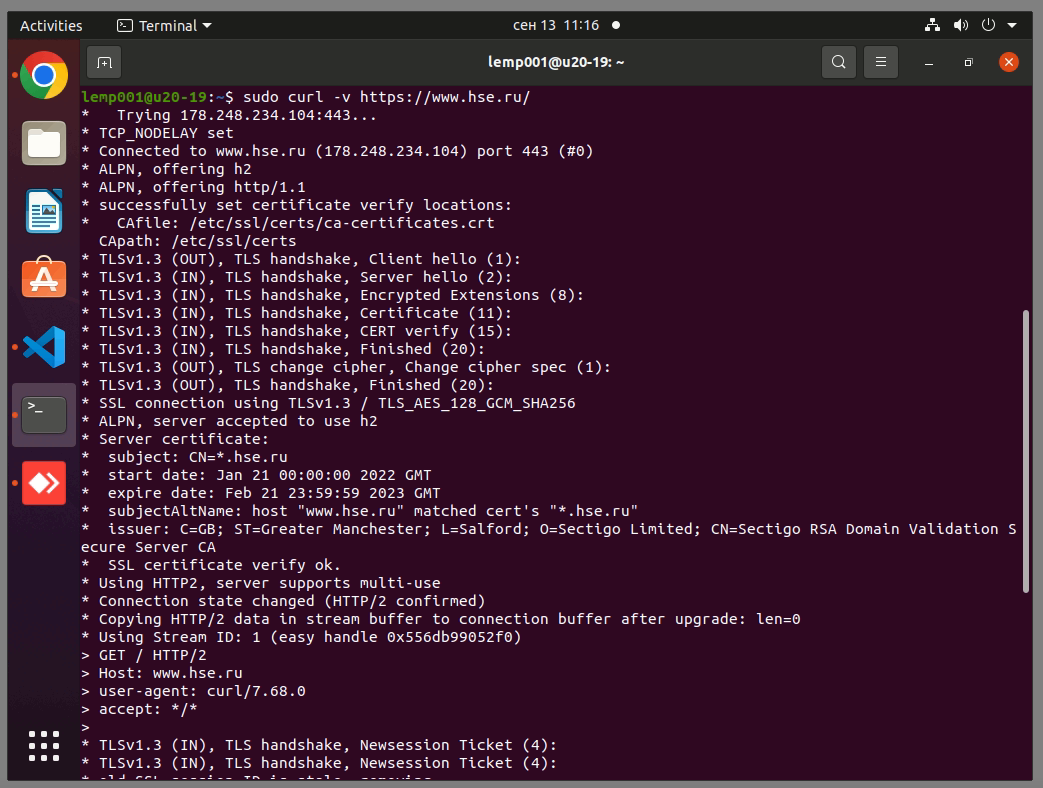 Activities Terminal сен 13 11:16
lemp001@u20-19: ~
lemp001@u20-19:~$ sudo curl -v https://www.hse.ru/
*   Trying 178.248.234.104:443...
* TCP_NODELAY set
* Connected to www.hse.ru (178.248.234.104) port 443 (#0)
* ALPN, offering h2
* ALPN, offering http/1.1
* successfully set certificate verify locations:
*   CAfile: /etc/ssl/certs/ca-certificates.crt
  CApath: /etc/ssl/certs
* TLSv1.3 (OUT), TLS handshake, Client hello (1):
* TLSv1.3 (IN), TLS handshake, Server hello (2):
* TLSv1.3 (IN), TLS handshake, Encrypted Extensions (8):
* TLSv1.3 (IN), TLS handshake, Certificate (11):
* TLSv1.3 (IN), TLS handshake, CERT verify (15):
* TLSv1.3 (IN), TLS handshake, Finished (20):
* TLSv1.3 (OUT), TLS change cipher, Change cipher spec (1):
* TLSv1.3 (OUT), TLS handshake, Finished (20):
* SSL connection using TLSv1.3 / TLS_AES_128_GCM_SHA256
* ALPN, server accepted to use h2
* Server certificate:
*  subject: CN=*.hse.ru
*  start date: Jan 21 00:00:00 2022 GMT
*  expire date: Feb 21 23:59:59 2023 GMT
*  subjectAltName: host "www.hse.ru" matched cert's "*.hse.ru"
*  issuer: C=GB; ST=Greater Manchester; L=Salford; O=Sectigo Limited; CN=Sectigo RSA Domain Validation S
ecure Server CA
*  SSL certificate verify ok.
* Using HTTP2, server supports multi-use
* Connection state changed (HTTP/2 confirmed)
* Copying HTTP/2 data in stream buffer to connection buffer after upgrade: len=0
* Using Stream ID: 1 (easy handle 0x556db99052f0)
> GET / HTTP/2
> Host: www.hse.ru
> user-agent: curl/7.68.0
> accept: */*
>
* TLSv1.3 (IN), TLS handshake, Newsession Ticket (4):
* TLSv1.3 (IN), TLS handshake, Newsession Ticket (4):
* old SSL session ID is stale, removing